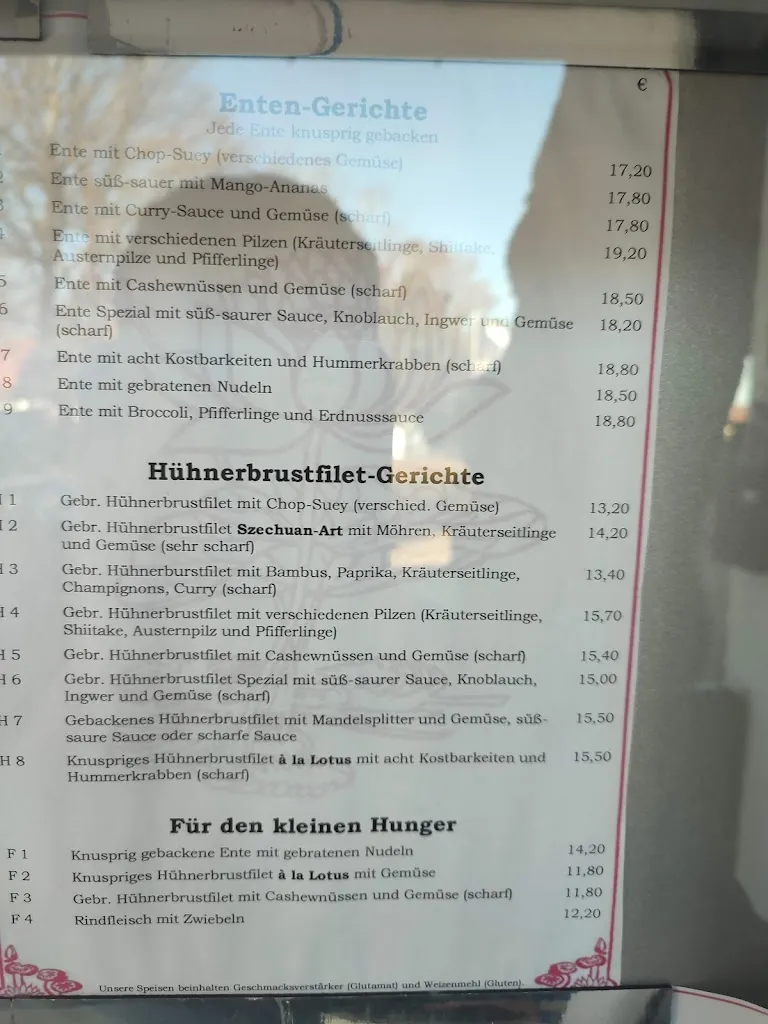 €
Enten-Gerichte
Jede Ente knusprig gebacken
Ente mit Chop-Suey (verschiedenes Gemüse) 17,20
2 Ente süß-sauer mit Mango-Ananas 17,80
3 Ente mit Curry-Sauce und Gemüse (scharf) 17,80
4 Ente mit verschiedenen Pilzen (Kräuterseitlinge, Shiitake, 19,20
Austernpilze und Pfifferlinge)
5 Ente mit Cashewnüssen und Gemüse (scharf) 18,50
6 Ente Spezial mit süß-saurer Sauce, Knoblauch, Ingwer und Gemüse 18,20
(scharf)
7 Ente mit acht Kostbarkeiten und Hummerkrabben (scharf) 18,80
8 Ente mit gebratenen Nudeln 18,50
9 Ente mit Broccoli, Pfifferlinge und Erdnusssauce 18,80
Hühnerbrustfilet-Gerichte
H 1 Gebr. Hühnerbrustfilet mit Chop-Suey (verschied. Gemüse) 13,20
H 2 Gebr. Hühnerbrustfilet Szechuan-Art mit Möhren, Kräuterseitlinge 14,20
und Gemüse (sehr scharf)
H 3 Gebr. Hühnerburstfilet mit Bambus, Paprika, Kräuterseitlinge, 13,40
Champignons, Curry (scharf)
H 4 Gebr. Hühnerbrustfilet mit verschiedenen Pilzen (Kräuterseitlinge, 15,70
Shiitake, Austernpilz und Pfifferlinge)
H 5 Gebr. Hühnerbrustfilet mit Cashewnüssen und Gemüse (scharf) 15,40
H 6 Gebr. Hühnerbrustfilet Spezial mit süß-saurer Sauce, Knoblauch, 15,00
Ingwer und Gemüse (scharf)
H 7 Gebackenes Hühnerbrustfilet mit Mandelsplitter und Gemüse, süß- 15,50
saure Sauce oder scharfe Sauce
H 8 Knuspriges Hühnerbrustfilet à la Lotus mit acht Kostbarkeiten und 15,50
Hummerkrabben (scharf)
Für den kleinen Hunger
F 1 Knusprig gebackene Ente mit gebratenen Nudeln 14,20
F 2 Knuspriges Hühnerbrustfilet à la Lotus mit Gemüse 11,80
F 3 Gebr. Hühnerbrustfilet mit Cashewnüssen und Gemüse (scharf) 11,80
F 4 Rindfleisch mit Zwiebeln 12,20
Unsere Speisen beinhalten Geschmacksverstärker (Glutamat) und Weizenmehl (Gluten).